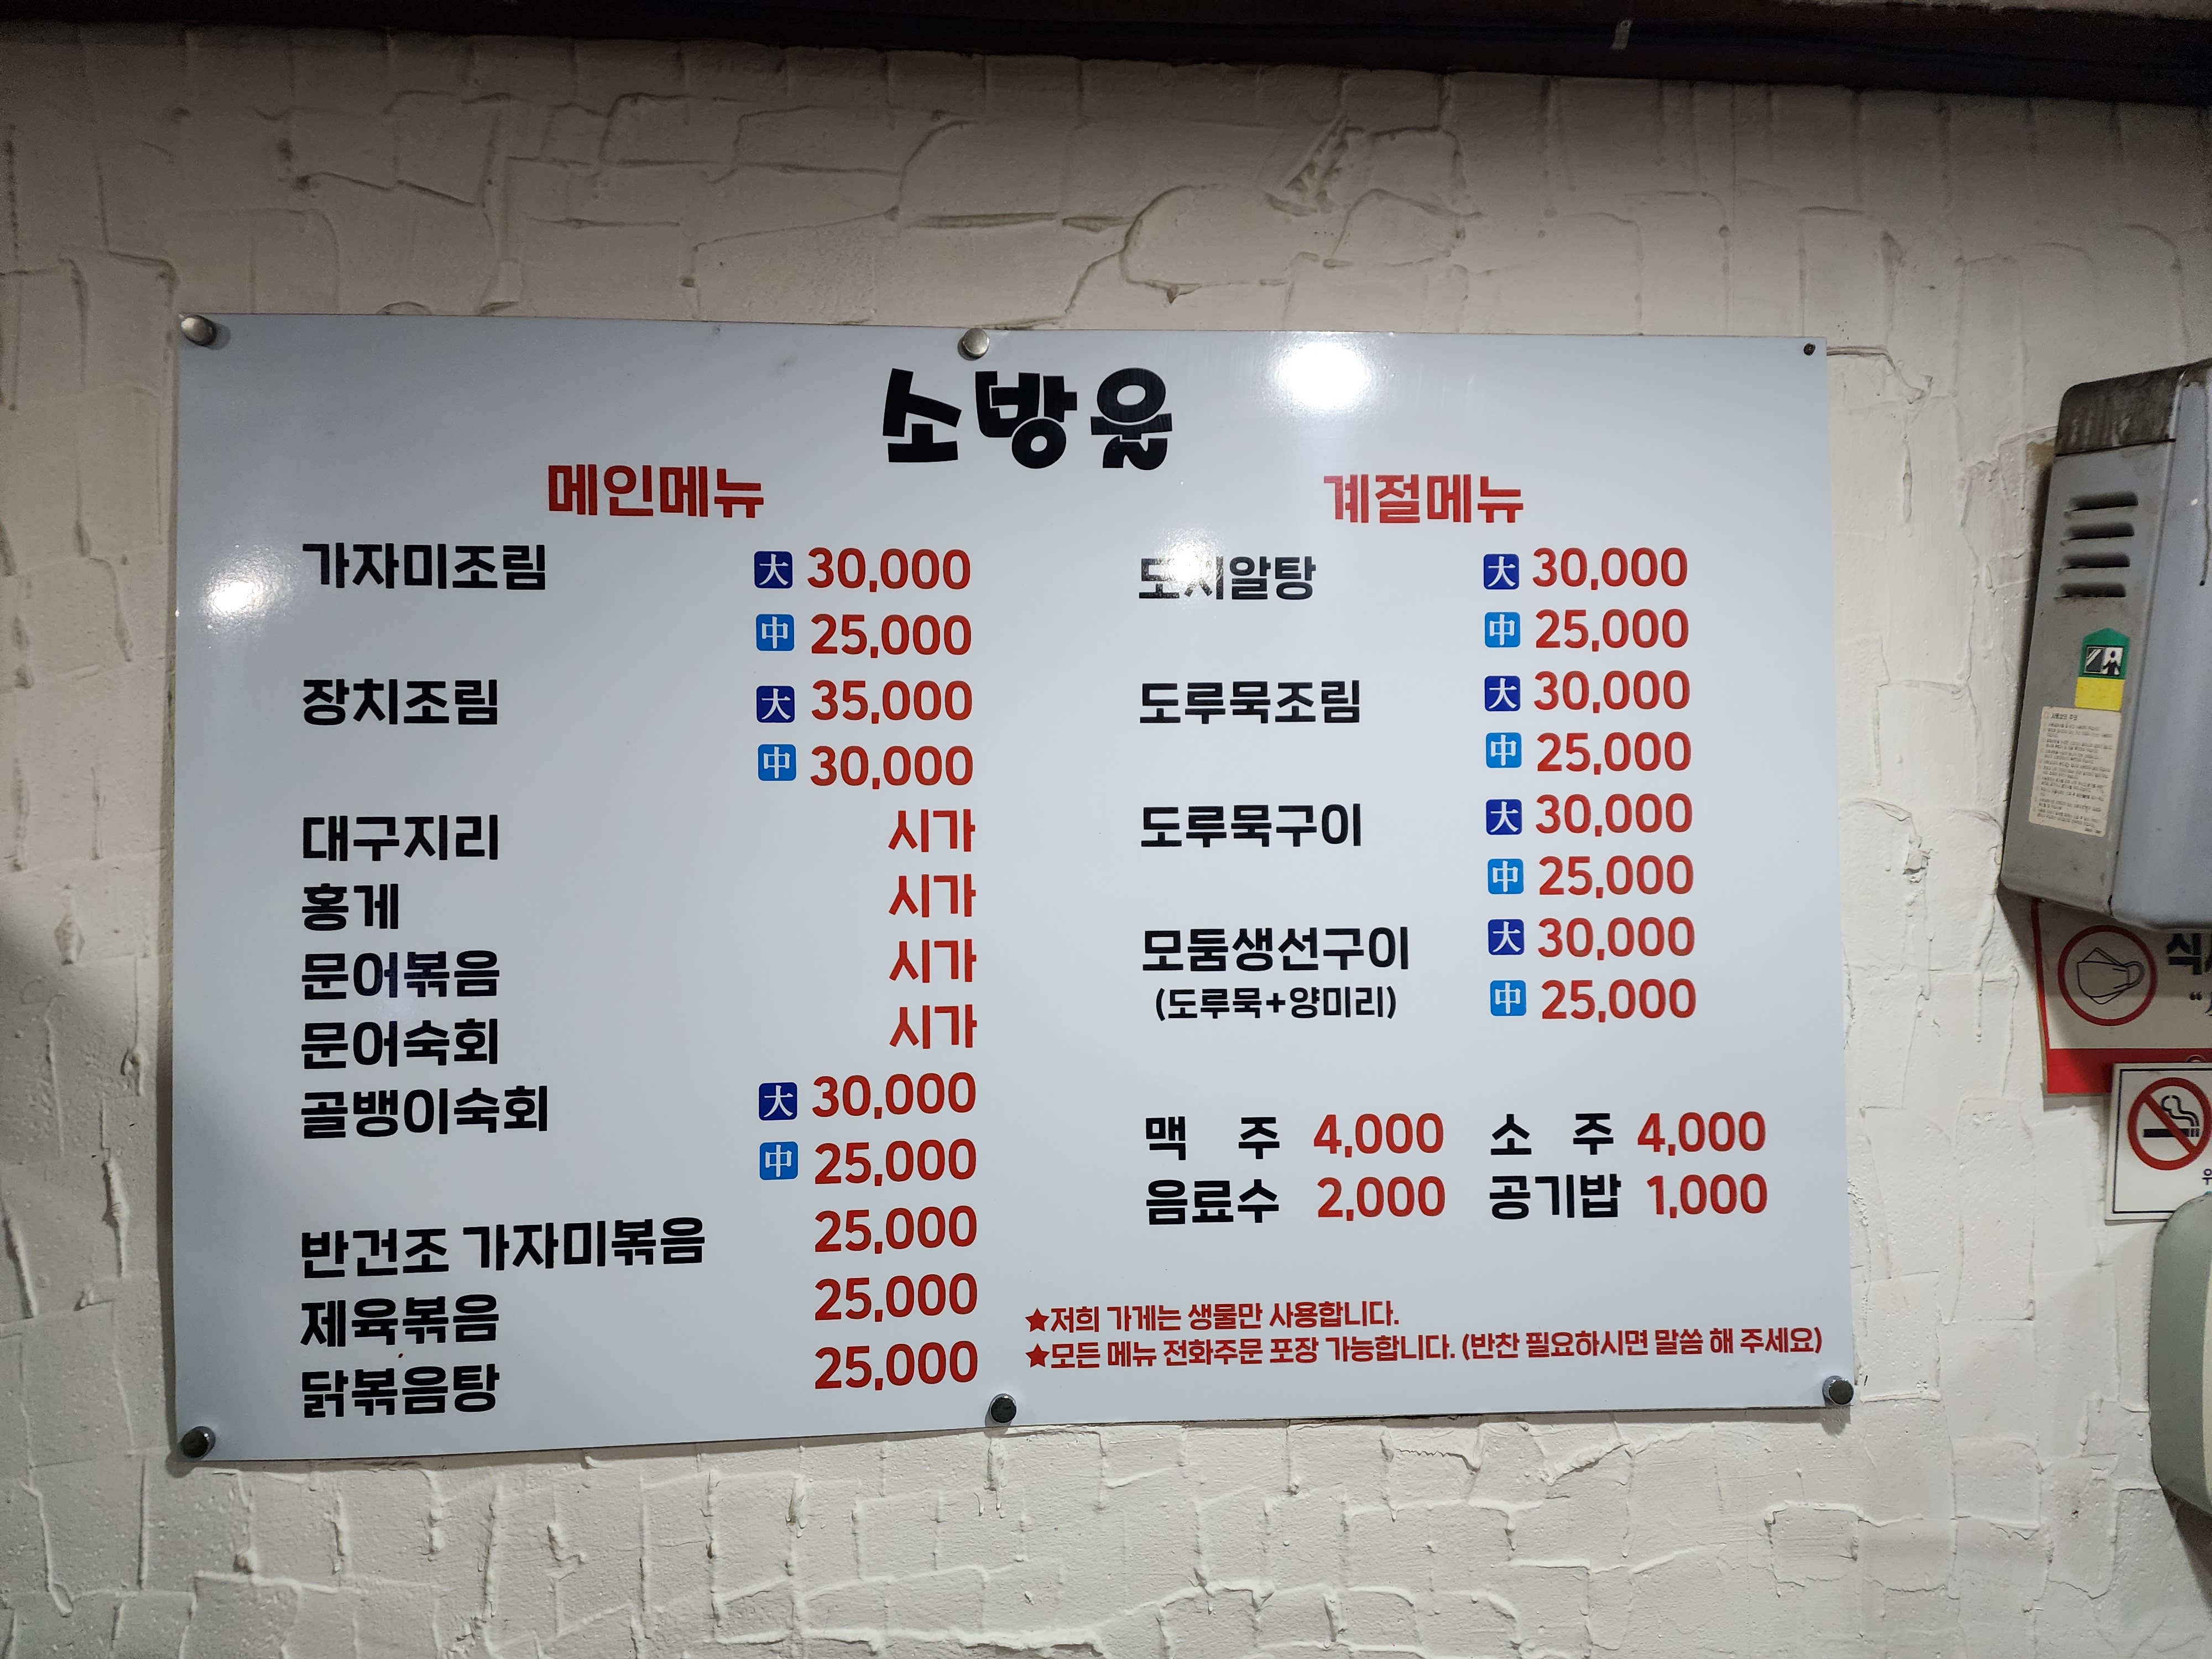 소방울
메인메뉴
가자미조림 大 30,000
中 25,000
장치조림 大 35,000
中 30,000
대구지리 시가
홍게 시가
문어볶음 시가
문어숙회 시가
골뱅이숙회 大 30,000
中 25,000
반건조 가자미볶음 25,000
제육볶음 25,000
닭볶음탕 25,000
계절메뉴
도치알탕 大 30,000
中 25,000
도루묵조림 大 30,000
中 25,000
도루묵구이 大 30,000
中 25,000
모둠생선구이 大 30,000
(도루묵+양미리) 中 25,000
맥 주 4,000 소 주 4,000
음료수 2,000 공기밥 1,000
★저희 가게는 생물만 사용합니다.
★모든 메뉴 전화주문 포장 가능합니다. (반찬 필요하시면 말씀 해 주세요)